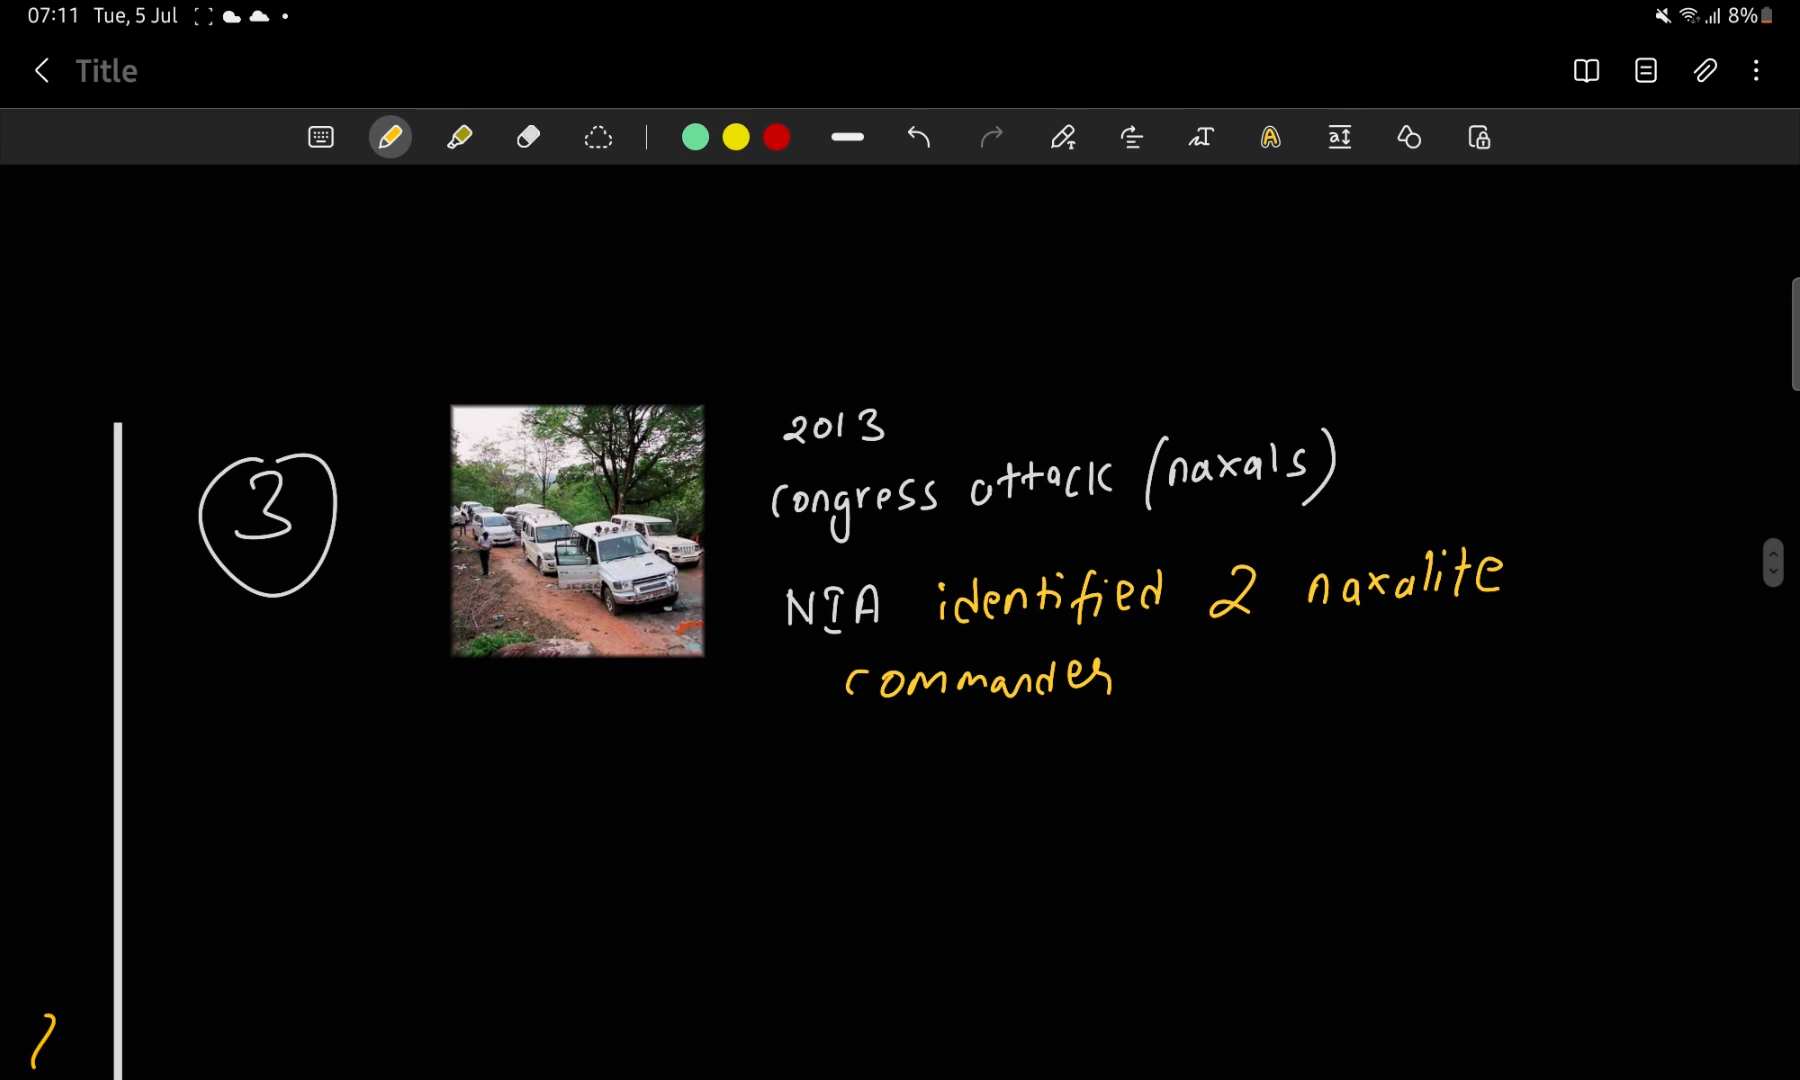 07:11 Tue, 5 Jul 8%
Title
3
2013
congress attack (naxals)
NIA identified 2 naxalite
commander